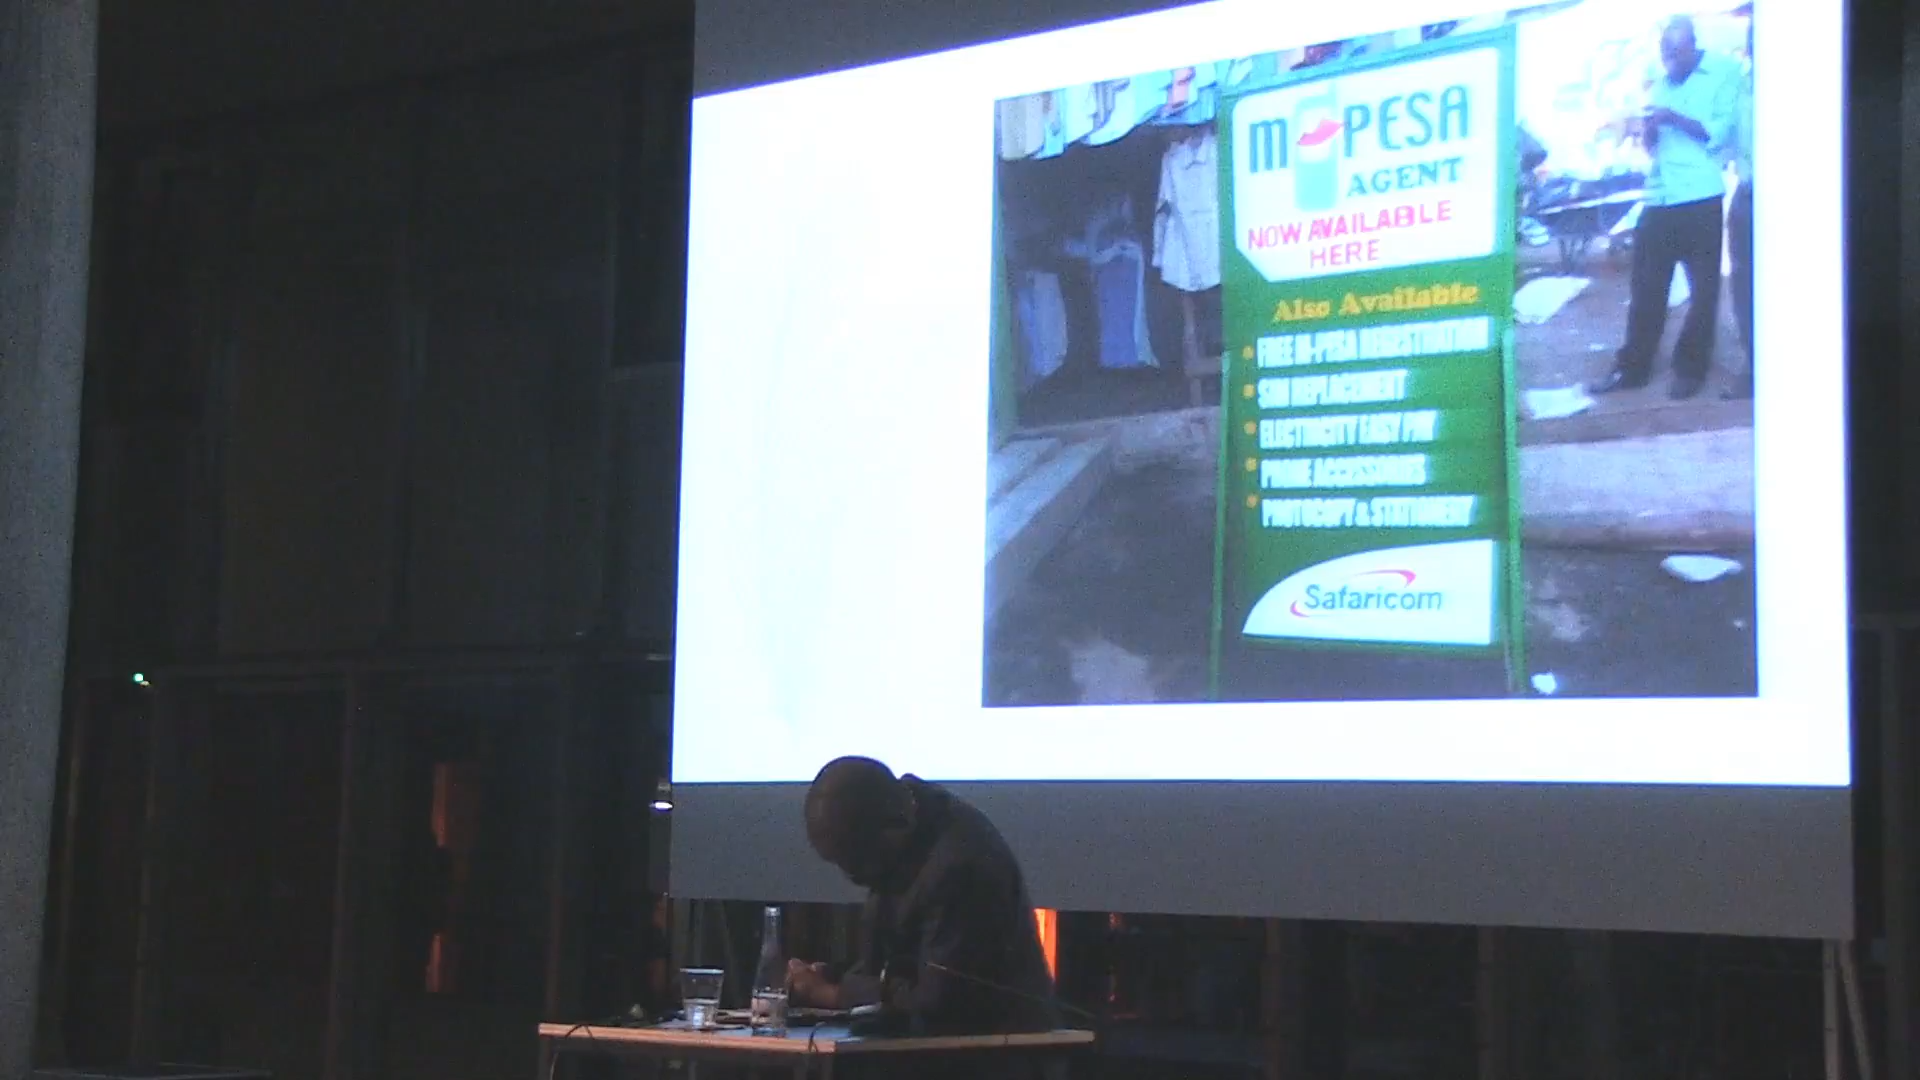 M-PESA
AGENT
NOW AVAILABLE
HERE
Also Available
FREE M-PESA REGISTRATION
SIM REPLACEMENT
ELECTRICITY EASY PAY
PHONE ACCESSORIES
PHOTOCOPY & STATIONERY
Safaricom